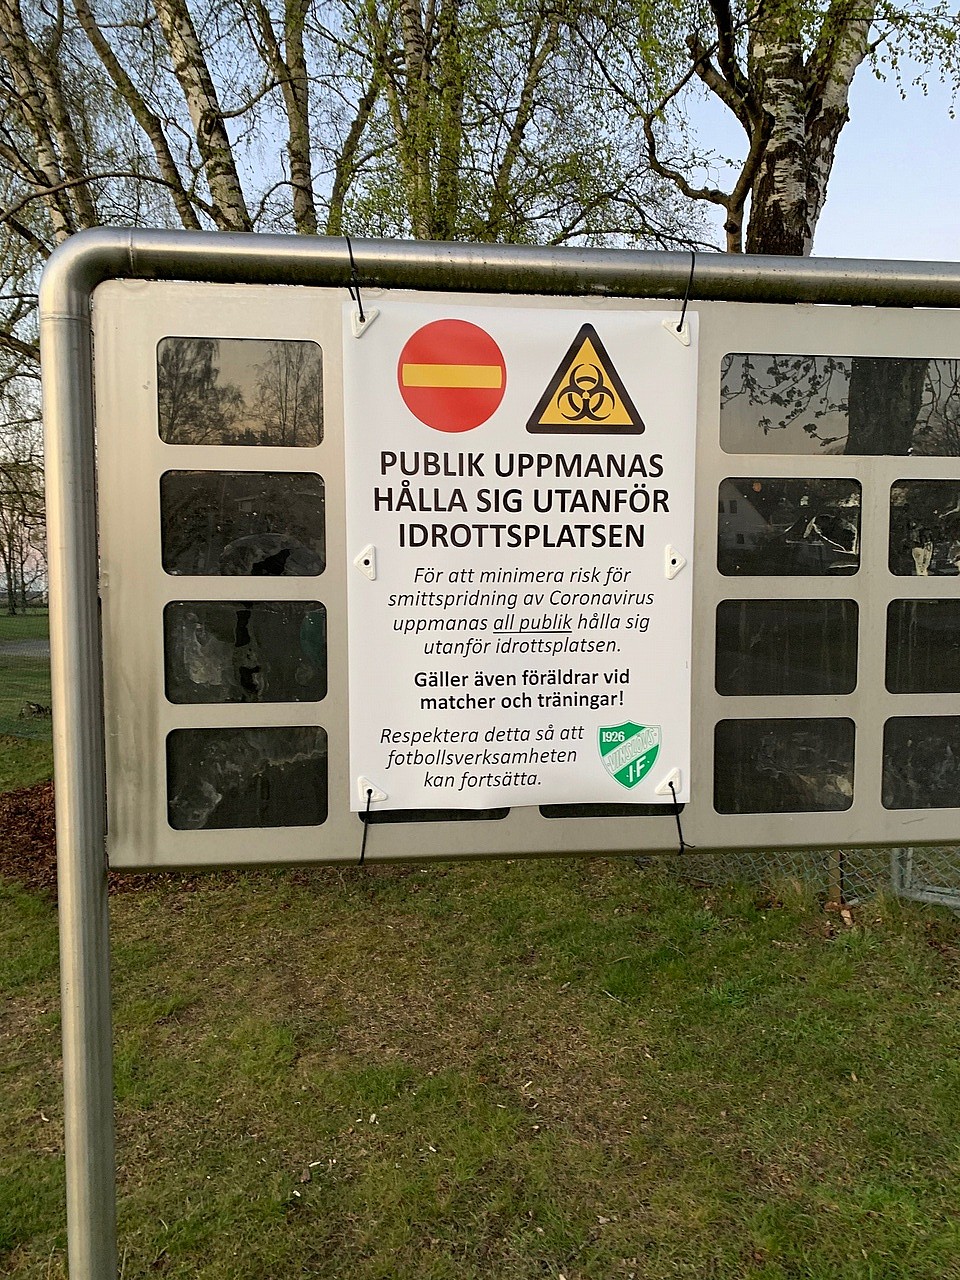 PUBLIK UPPMANAS
HÅLLA SIG UTANFÖR
IDROTTSPLATSEN
För att minimera risk för
smittspridning av Coronavirus
uppmanas all publik hålla sig
utanför idrottsplatsen.
Gäller även föräldrar vid
matcher och träningar!
Respektera detta så att
fotbollsverksamheten
kan fortsätta.
1926
VINSLÖVS
I·F·